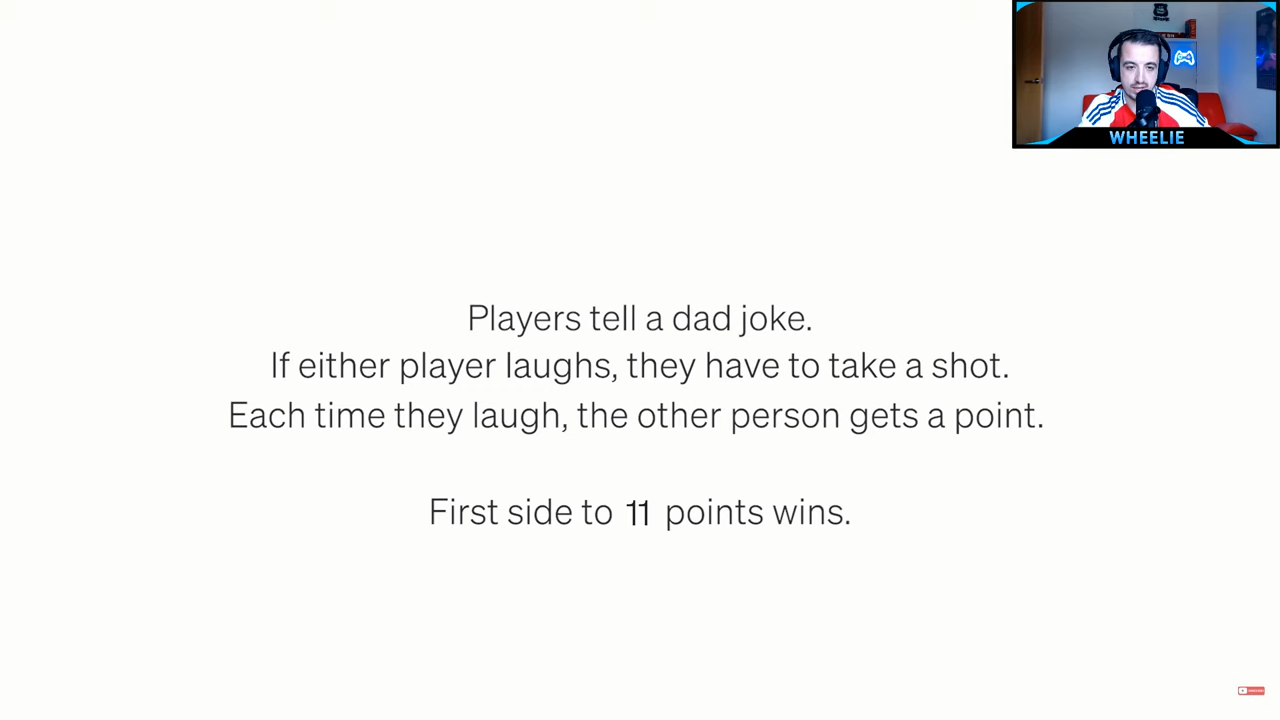 WHEELIE
Players tell a dad joke.
If either player laughs, they have to take a shot.
Each time they laugh, the other person gets a point.
First side to 11 points wins.